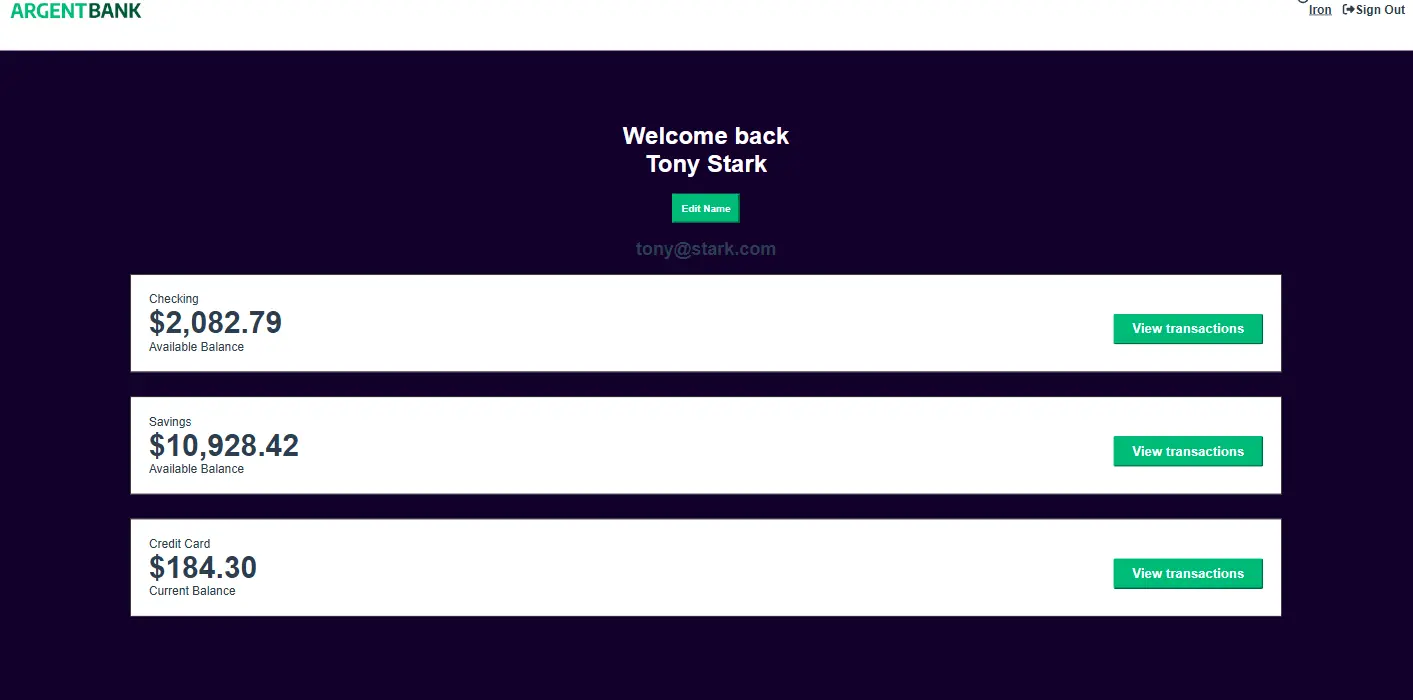 ARGENTBANK
Iron Sign Out
Welcome back
Tony Stark
Edit Name
tony@stark.com
Checking
$2,082.79
Available Balance
View transactions
Savings
$10,928.42
Available Balance
View transactions
Credit Card
$184.30
Current Balance
View transactions